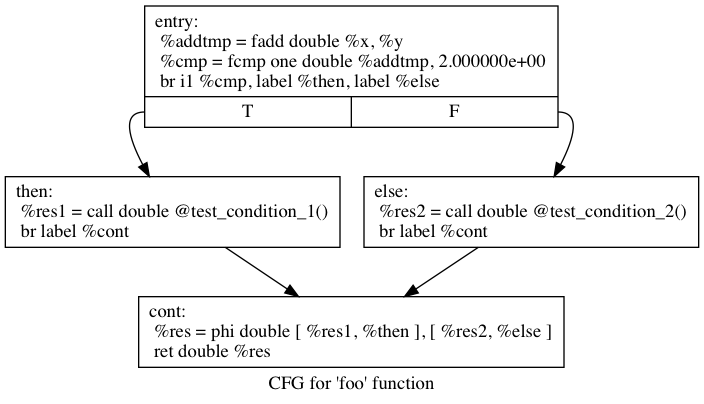 entry:
%addtmp = fadd double %x, %y
%cmp = fcmp one double %addtmp, 2.000000e+00
br i1 %cmp, label %then, label %else
T
F
then:
%res1 = call double @test_condition_1()
br label %cont
else:
%res2 = call double @test_condition_2()
br label %cont
cont:
%res = phi double [ %res1, %then ], [ %res2, %else ]
ret double %res
CFG for 'foo' function